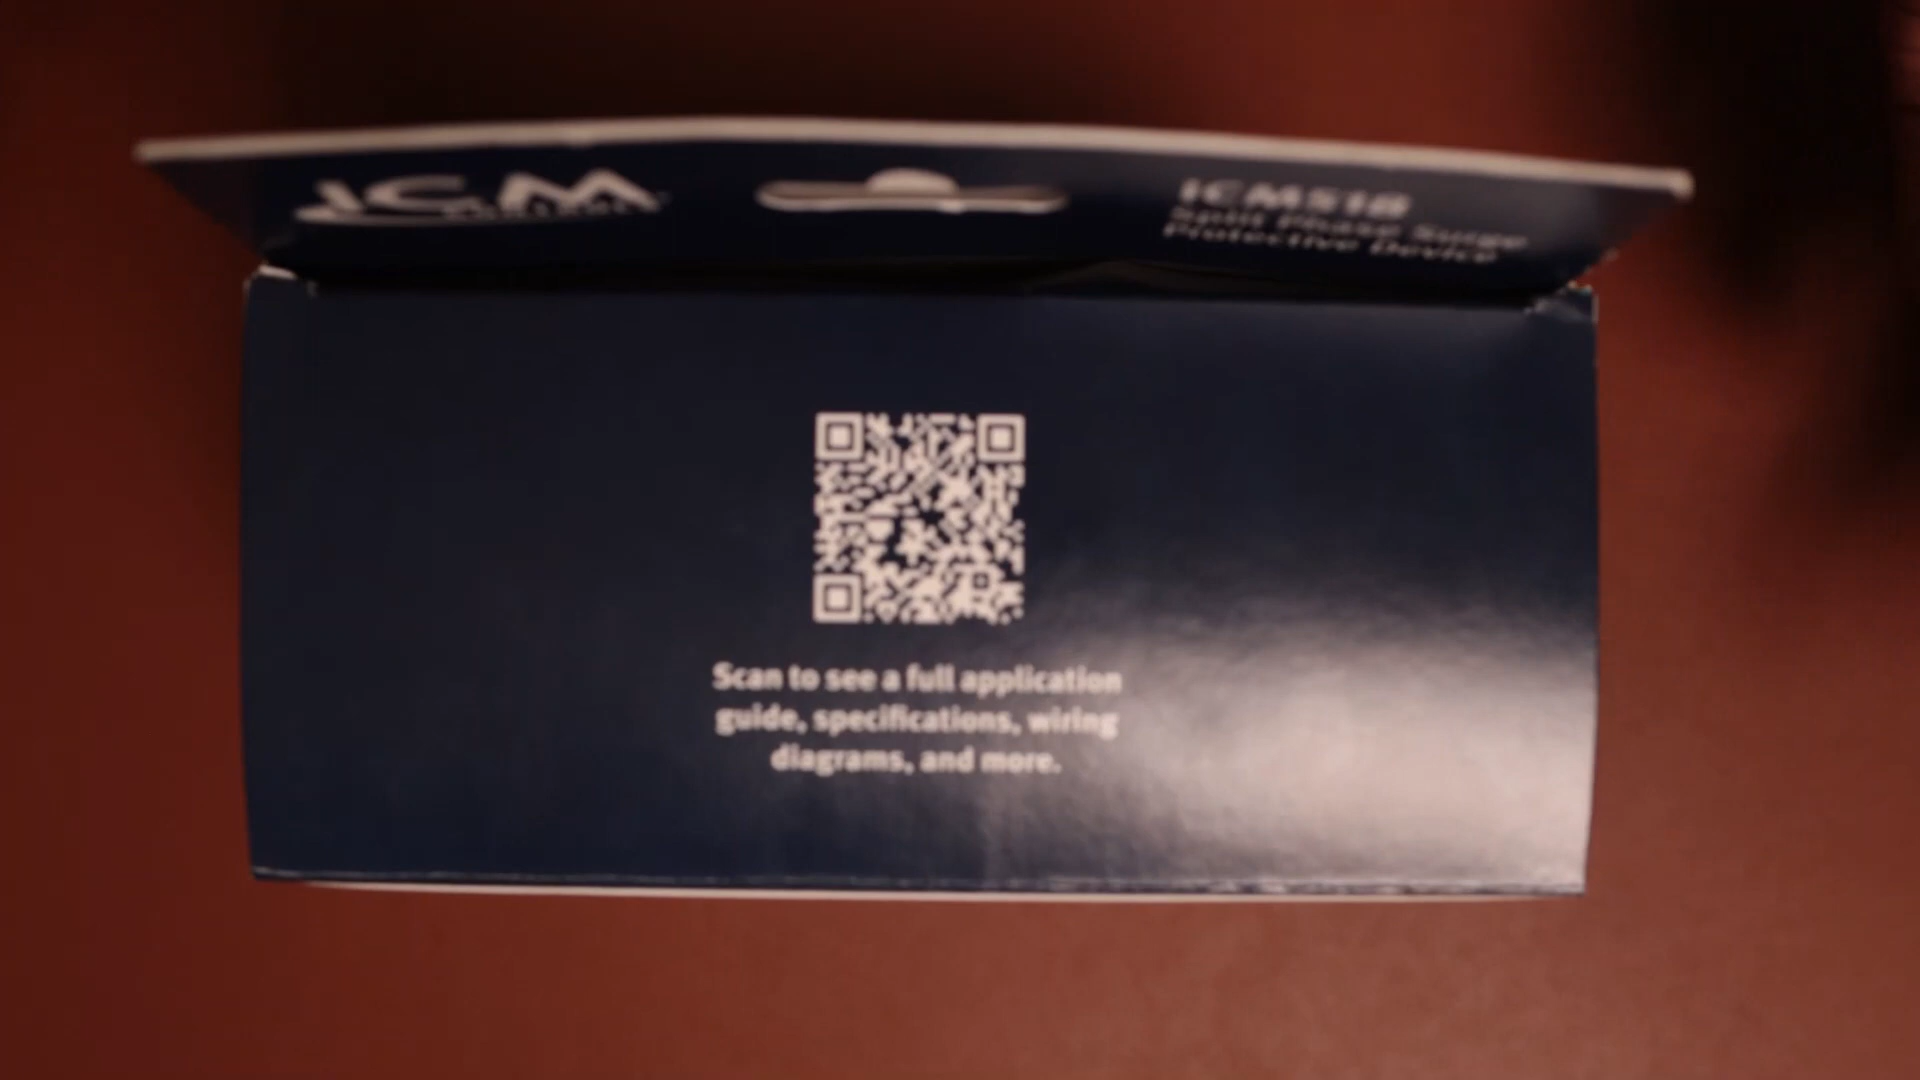 ICM
ICM518
Split Phase Surge
Protective Device
Scan to see a full application
guide, specifications, wiring
diagrams, and more.